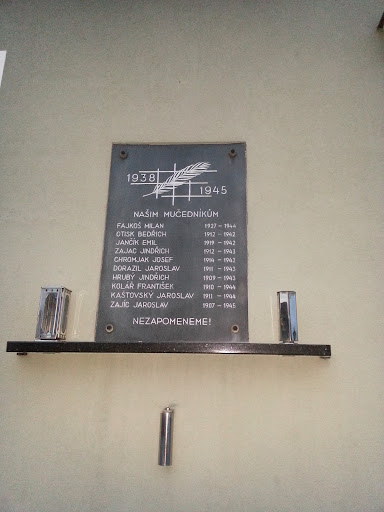 1938
1945
NAŠIM MUČEDNÍKŮM
FAJKOŠ MILAN 1927 - 1944
OTISK BEDŘICH 1912 - 1942
JANČÍK EMIL 1919 - 1942
ZAJAC JINDŘICH 1912 - 1943
CHROMJAK JOSEF 1914 - 1943
DORAZIL JAROSLAV 1911 - 1943
HRUBÝ JINDŘICH 1909 - 1943
KOLÁŘ FRANTIŠEK 1910 - 1944
KAŠTOVSKÝ JAROSLAV 1911 - 1944
ZAJÍC JAROSLAV 1907 - 1945
NEZAPOMENEME!